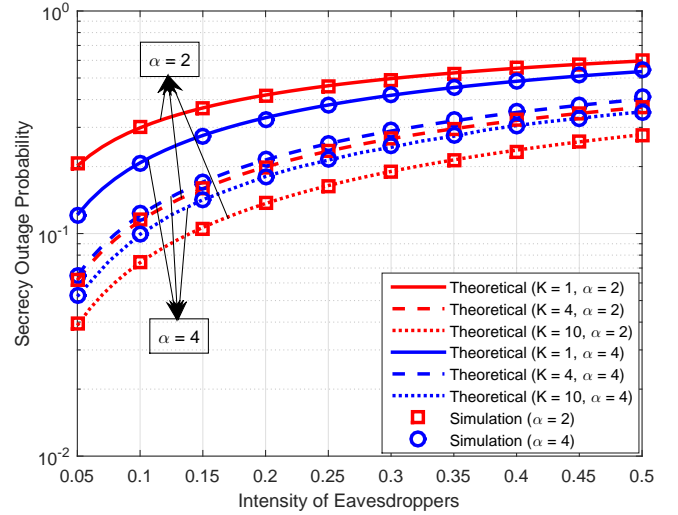 10^0
α = 2
10^-1
α = 4
10^-2
Secrecy Outage Probability
Theoretical (K = 1, α = 2)
Theoretical (K = 4, α = 2)
Theoretical (K = 10, α = 2)
Theoretical (K = 1, α = 4)
Theoretical (K = 4, α = 4)
Theoretical (K = 10, α = 4)
Simulation (α = 2)
Simulation (α = 4)
0.05 0.1 0.15 0.2 0.25 0.3 0.35 0.4 0.45 0.5
Intensity of Eavesdroppers